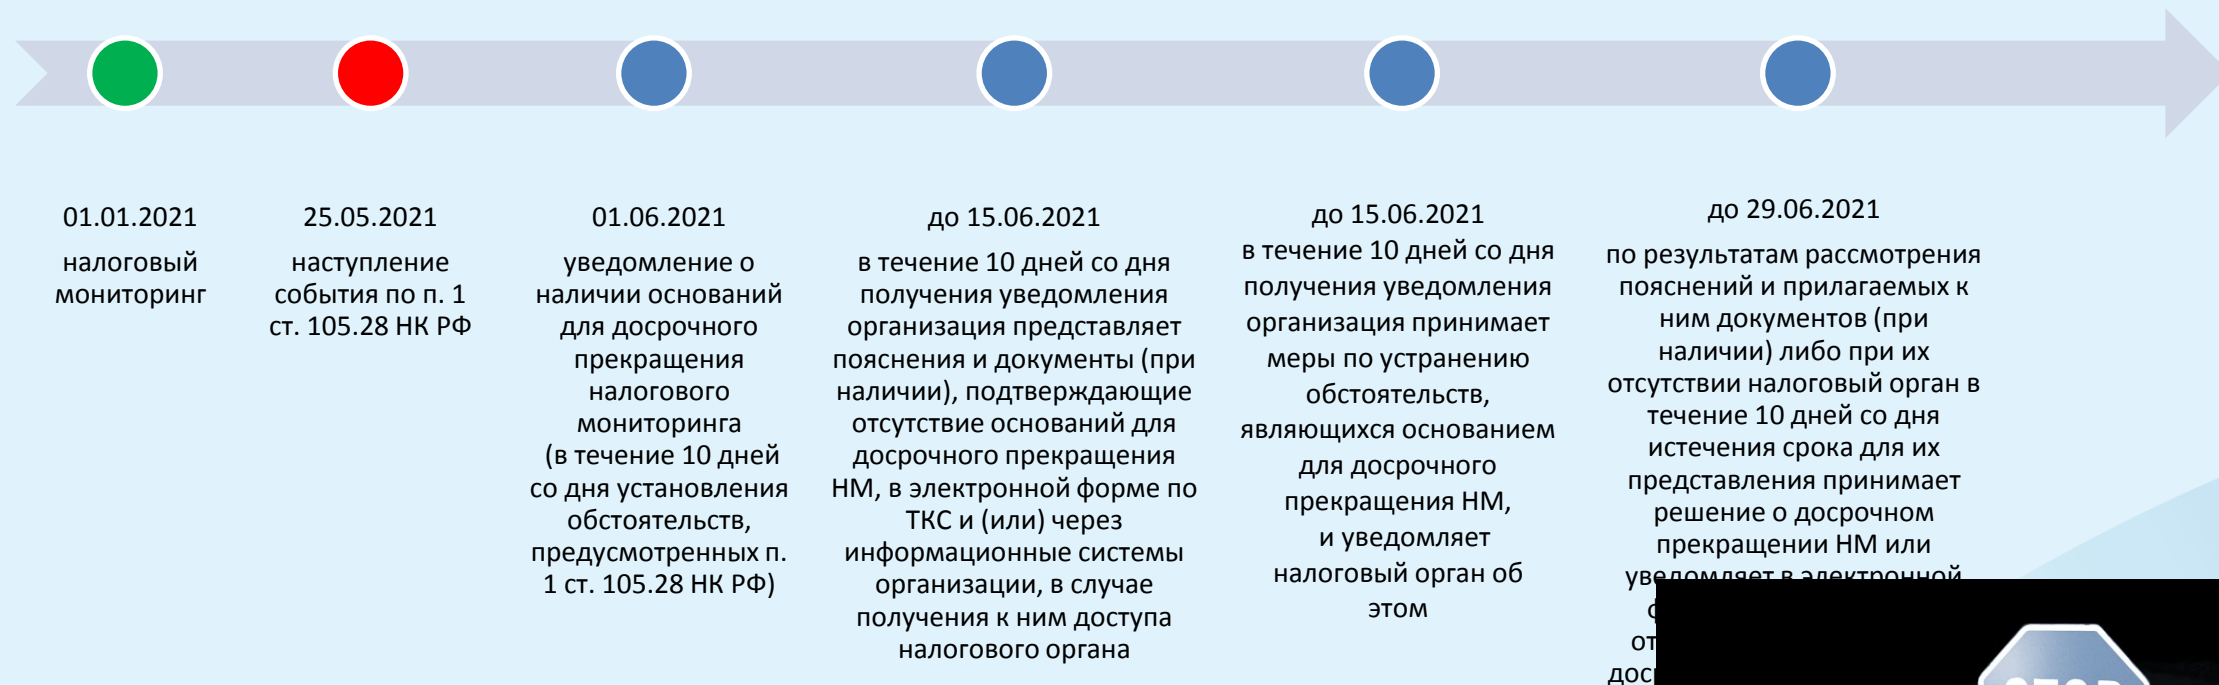 01.01.2021
налоговый
мониторинг
25.05.2021
наступление
события по п. 1
ст. 105.28 НК РФ
01.06.2021
уведомление о
наличии оснований
для досрочного
прекращения
налогового
мониторинга
(в течение 10 дней
со дня установления
обстоятельств,
предусмотренных п.
1 ст. 105.28 НК РФ)
до 15.06.2021
в течение 10 дней со дня
получения уведомления
организация представляет
пояснения и документы (при
наличии), подтверждающие
отсутствие оснований для
досрочного прекращения
НМ, в электронной форме по
ТКС и (или) через
информационные системы
организации, в случае
получения к ним доступа
налогового органа
до 15.06.2021
в течение 10 дней со дня
получения уведомления
организация принимает
меры по устранению
обстоятельств,
являющихся основанием
для досрочного
прекращения НМ,
и уведомляет
налоговый орган об
этом
до 29.06.2021
по результатам рассмотрения
пояснений и прилагаемых к
ним документов (при
наличии) либо при их
отсутствии налоговый орган в
течение 10 дней со дня
истечения срока для их
представления принимает
решение о досрочном
прекращении НМ или
уведомляет в электронной